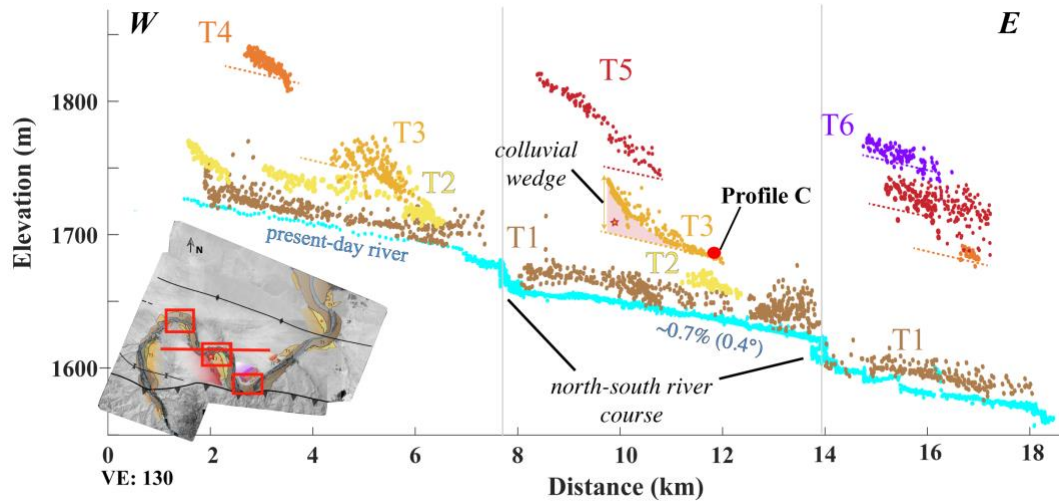 W
E
T4
T5
T6
T3
T2
colluvial
wedge
Profile C
T3
T2
T1
present-day river
N
~0.7% (0.4°)
north-south river
course
T1
Elevation (m)
1800
1700
1600
0
2
4
6
8
10
12
14
16
18
VE: 130
Distance (km)